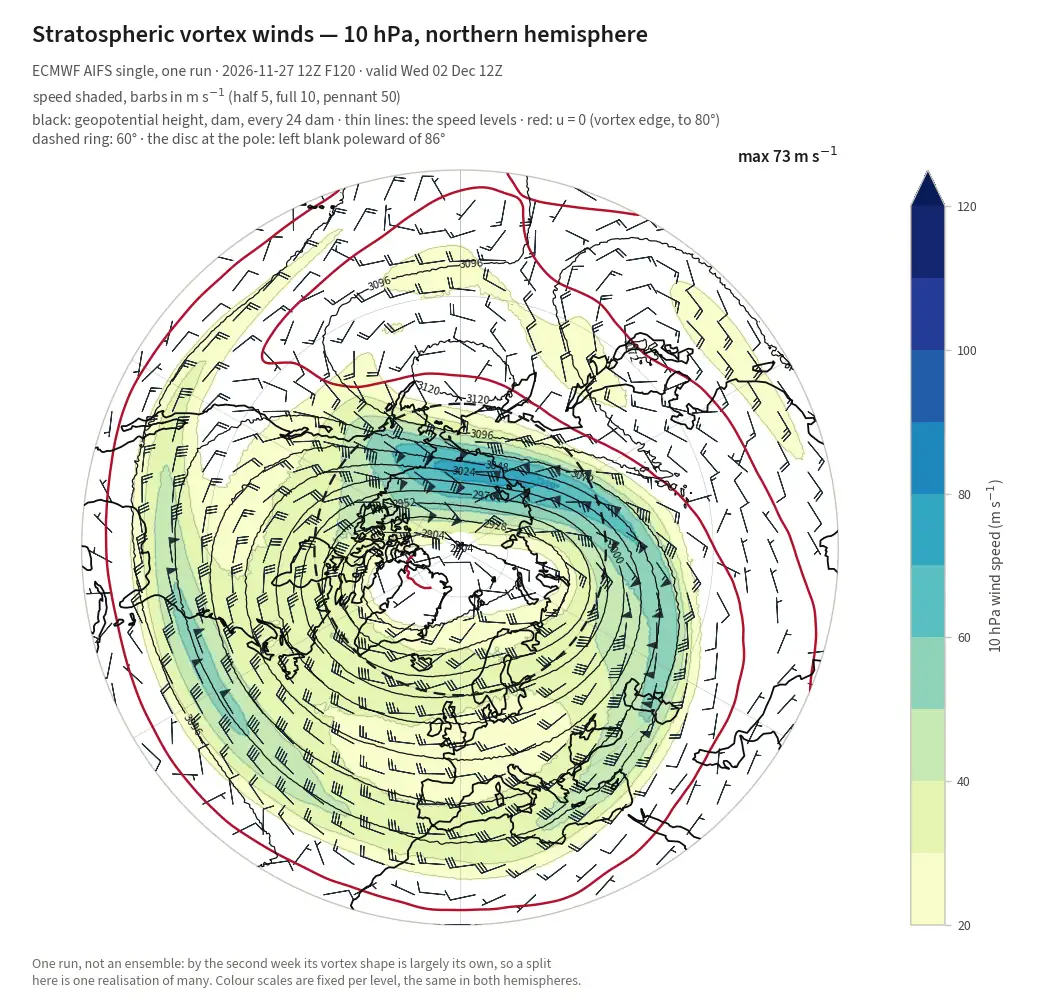 Stratospheric vortex winds — 10 hPa, northern hemisphere
ECMWF AIFS single, one run · 2026-11-27 12Z F120 · valid Wed 02 Dec 12Z
speed shaded, barbs in m s⁻¹ (half 5, full 10, pennant 50)
black: geopotential height, dam, every 24 dam · thin lines: the speed levels · red: u = 0 (vortex edge, to 80°)
dashed ring: 60° · the disc at the pole: left blank poleward of 86°
max 73 m s⁻¹
120
100
80
60
40
20
10 hPa wind speed (m s⁻¹)
3096
3096
3120
3120
3096
3024
2952
2928
2904
2904
One run, not an ensemble: by the second week its vortex shape is largely its own, so a split
here is one realisation of many. Colour scales are fixed per level, the same in both hemispheres.